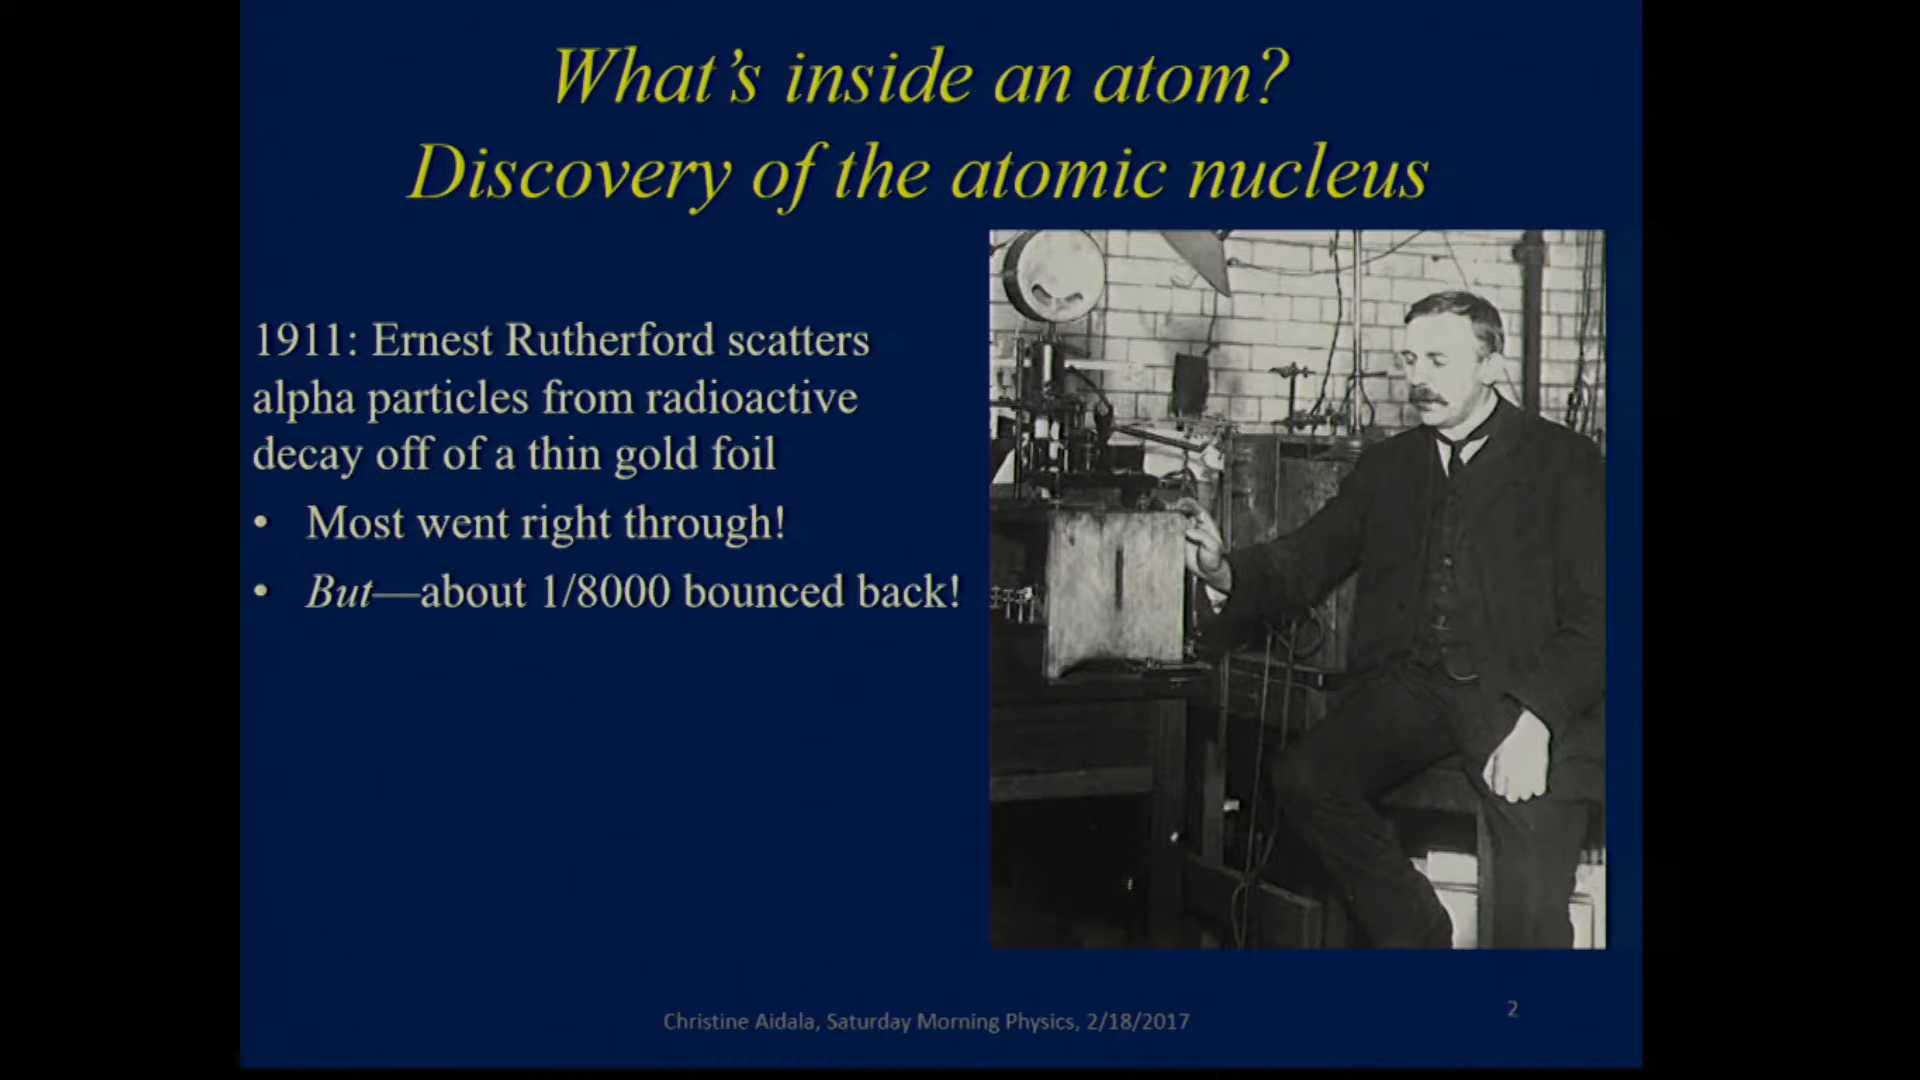 What's inside an atom?
Discovery of the atomic nucleus
1911: Ernest Rutherford scatters
alpha particles from radioactive
decay off of a thin gold foil
• Most went right through!
• But—about 1/8000 bounced back!
Christine Aidala, Saturday Morning Physics, 2/18/2017
2